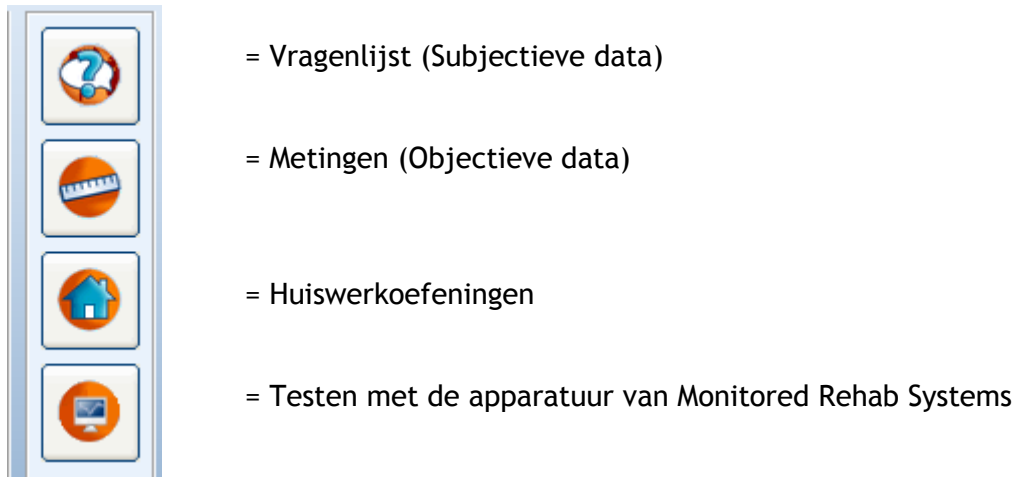 = Vragenlijst (Subjectieve data)
= Metingen (Objectieve data)
= Huiswerkoefeningen
= Testen met de apparatuur van Monitored Rehab Systems